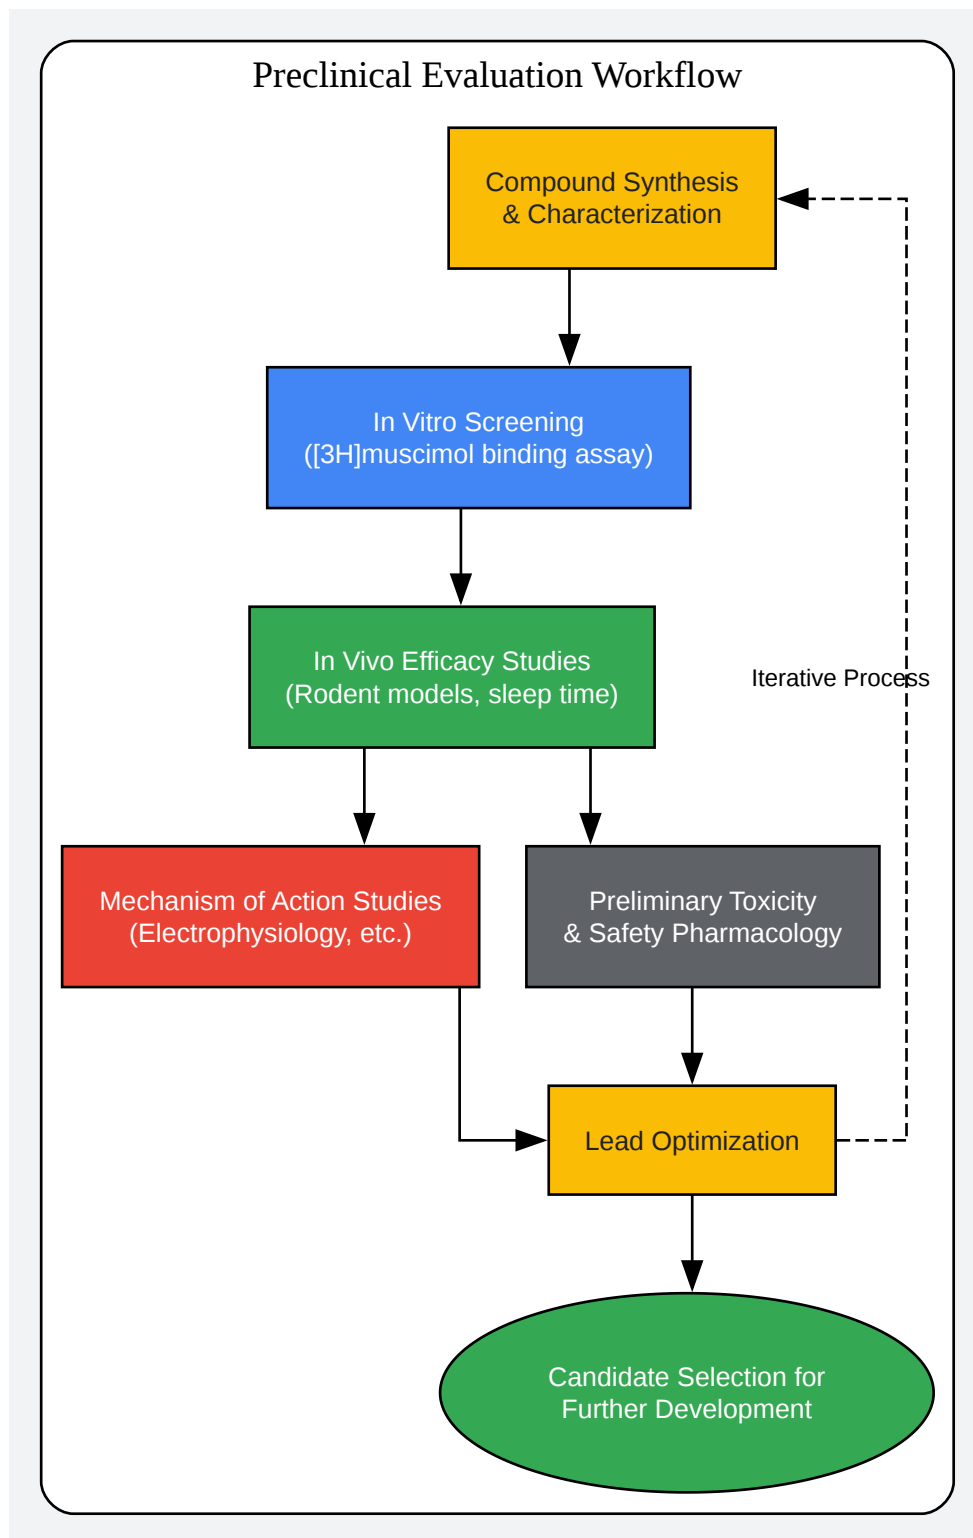 Preclinical Evaluation Workflow
Compound Synthesis
& Characterization
In Vitro Screening
([3H]muscimol binding assay)
In Vivo Efficacy Studies
(Rodent models, sleep time)
Iterative Process
Mechanism of Action Studies
(Electrophysiology, etc.)
Preliminary Toxicity
& Safety Pharmacology
Lead Optimization
Candidate Selection for
Further Development